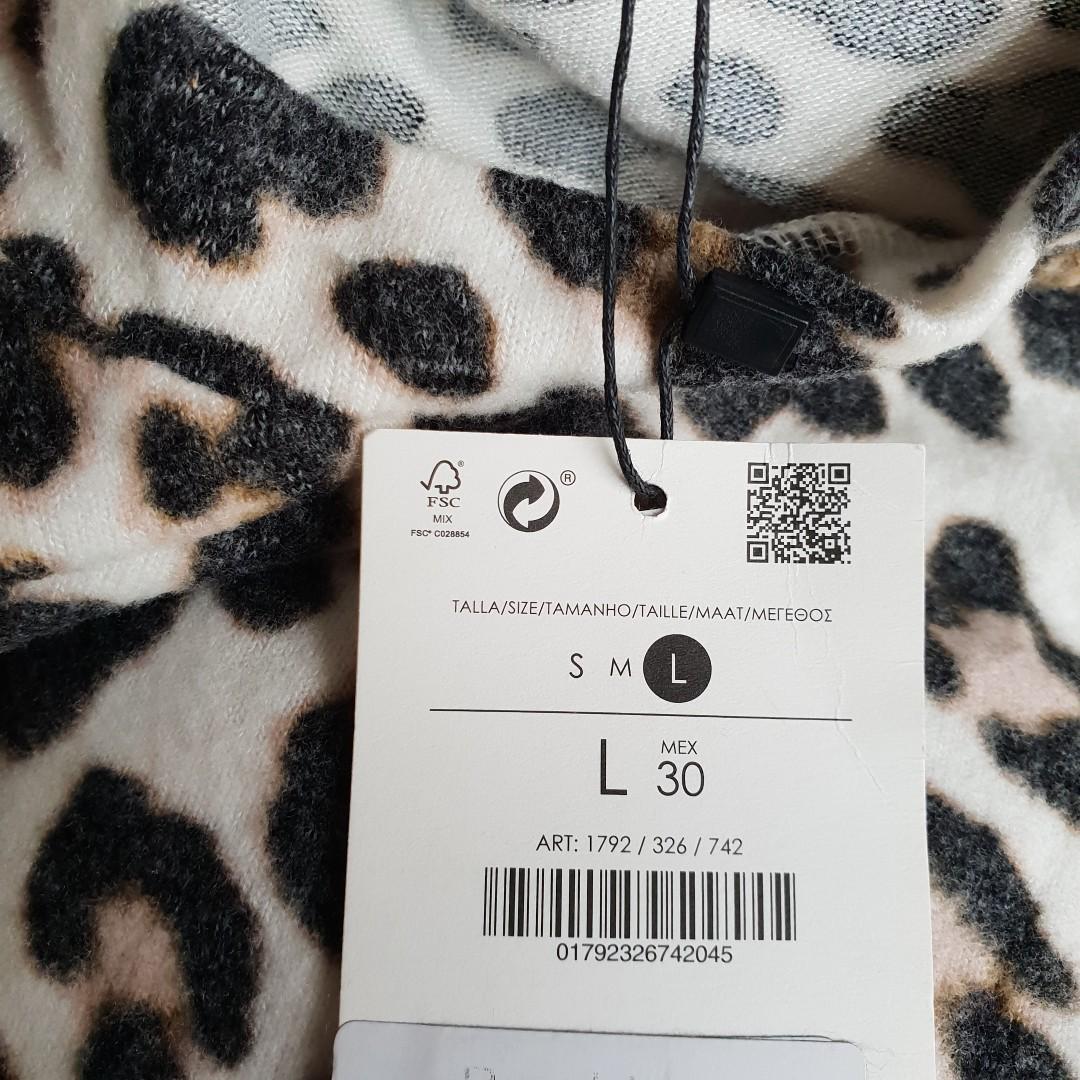 FSC®
MIX
FSC® C028854
®
TALLA/SIZE/TAMANHO/TAILLE/MAAT/ΜΕΓΕΘΟΣ
S M L
L MEX 30
ART: 1792 / 326 / 742
01792326742045